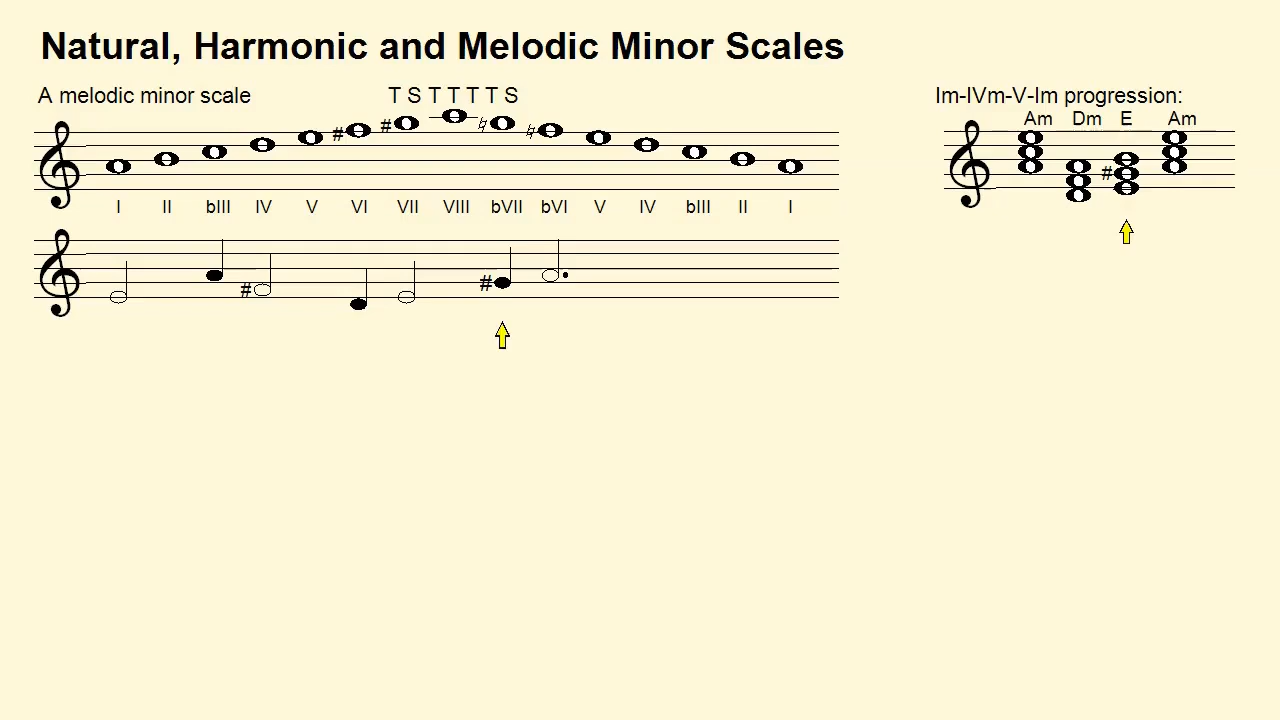 Natural, Harmonic and Melodic Minor Scales
A melodic minor scale T S T T T T S
I II bIII IV V VI VII VIII bVII bVI V IV bIII II I
Im-IVm-V-Im progression:
Am Dm E Am